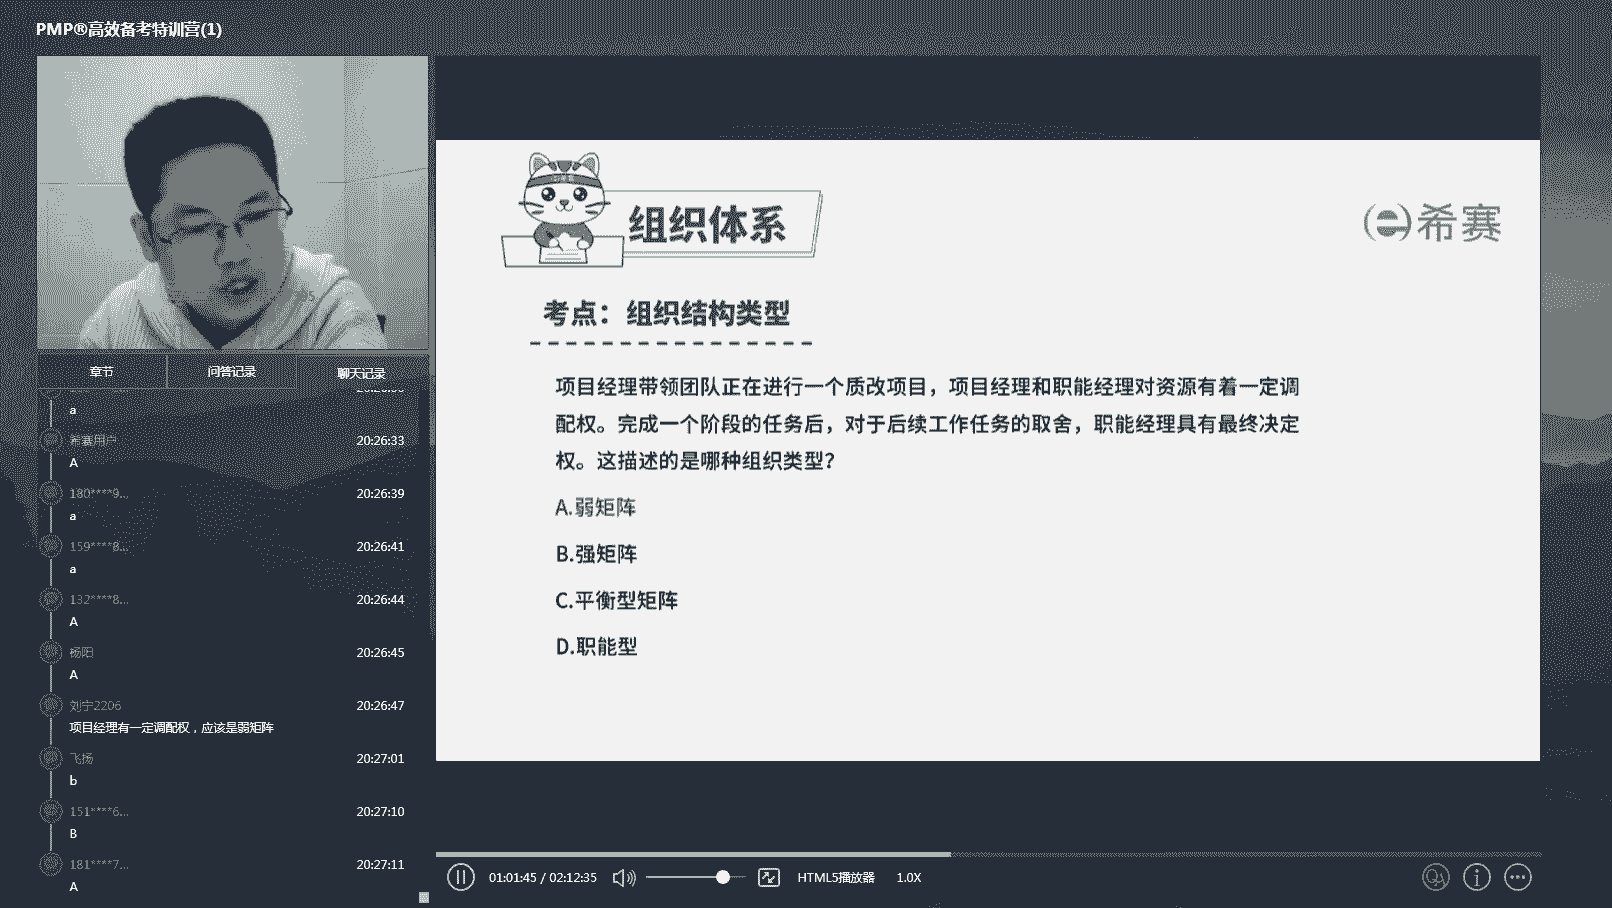 PMP®高效备考特训营(1)
章节
问答记录
聊天记录
a
希赛用户
20:26:33
A
180****9...
20:26:39
a
159****8...
20:26:41
a
132****8...
20:26:44
A
杨阳
20:26:45
A
刘宁2206
20:26:47
项目经理有一定调配权，应该是弱矩阵
飞扬
20:27:01
b
151****6...
20:27:10
B
181****7...
20:27:11
A
组织体系
希赛
考点：组织结构类型
项目经理带领团队正在进行一个质改项目，项目经理和职能经理对资源有着一定调
配权。完成一个阶段的任务后，对于后续工作任务的取舍，职能经理具有最终决定
权。这描述的是哪种组织类型？
A.弱矩阵
B.强矩阵
C.平衡型矩阵
D.职能型
01:01:45 / 02:12:35
HTML5播放器
1.0X
QA